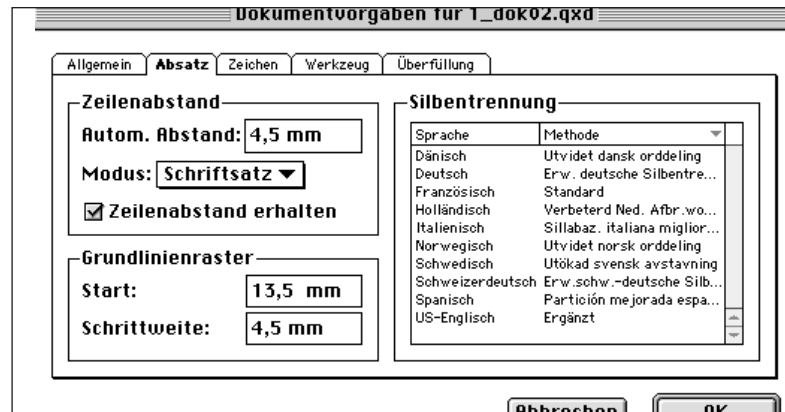 Dokumentvorgaben für 1_dok02.qxd
Allgemein Absatz Zeichen Werkzeug Überfüllung
Zeilenabstand
Autom. Abstand: 4,5 mm
Modus: Schriftsatz
Zeilenabstand erhalten
Grundlinienraster
Start: 13,5 mm
Schrittweite: 4,5 mm
Silbentrennung
Sprache Methode
Dänisch Utvidet dansk orddeling
Deutsch Erw. deutsche Silbentre...
Französisch Standard
Holländisch Verbeterd Ned. Afbr.wo...
Italienisch Sillabaz. italiana miglior...
Norwegisch Utvidet norsk orddeling
Schwedisch Utökad svensk avstavning
Schweizerdeutsch Erw.schw.-deutsche Silb...
Spanisch Partición mejorada espa...
US-Englisch Ergänzt
Abbrechen OK